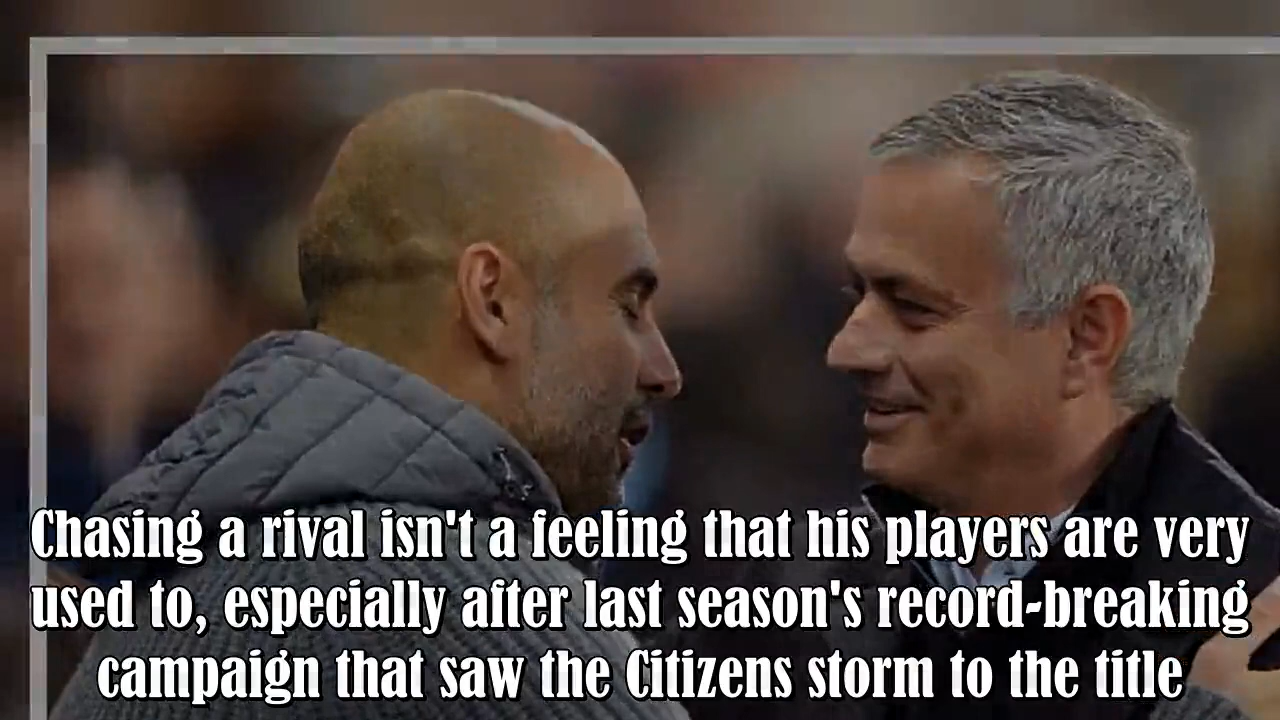 Chasing a rival isn't a feeling that his players are very
used to, especially after last season's record-breaking
campaign that saw the Citizens storm to the title